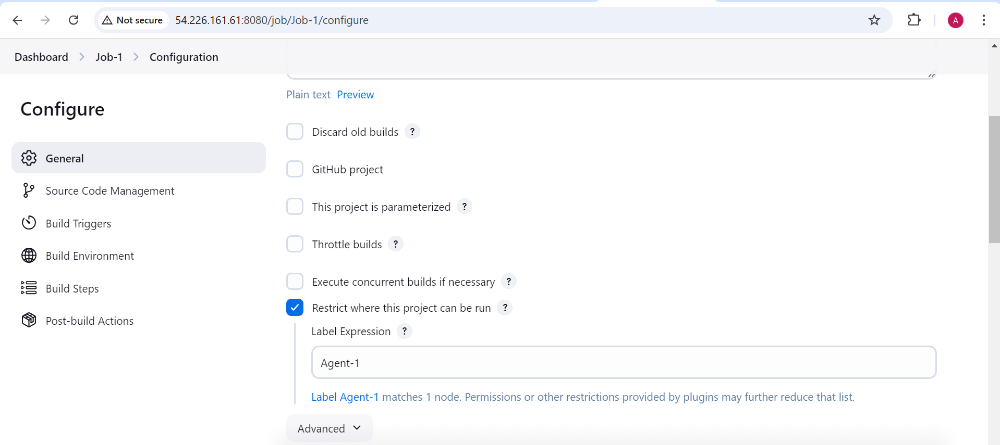 Not secure 54.226.161.61:8080/job/Job-1/configure A
Dashboard Job-1 Configuration
Plain text Preview
Configure
General
Source Code Management
Build Triggers
Build Environment
Build Steps
Post-build Actions
Discard old builds ?
GitHub project
This project is parameterized ?
Throttle builds ?
Execute concurrent builds if necessary ?
Restrict where this project can be run ?
Label Expression ?
Agent-1
Label Agent-1 matches 1 node. Permissions or other restrictions provided by plugins may further reduce that list.
Advanced